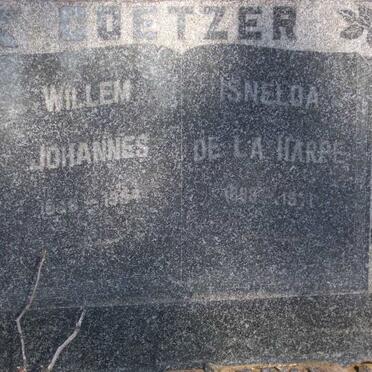 COETZER
WILLEM
JOHANNES
ISNELDA
DE LA HARPE